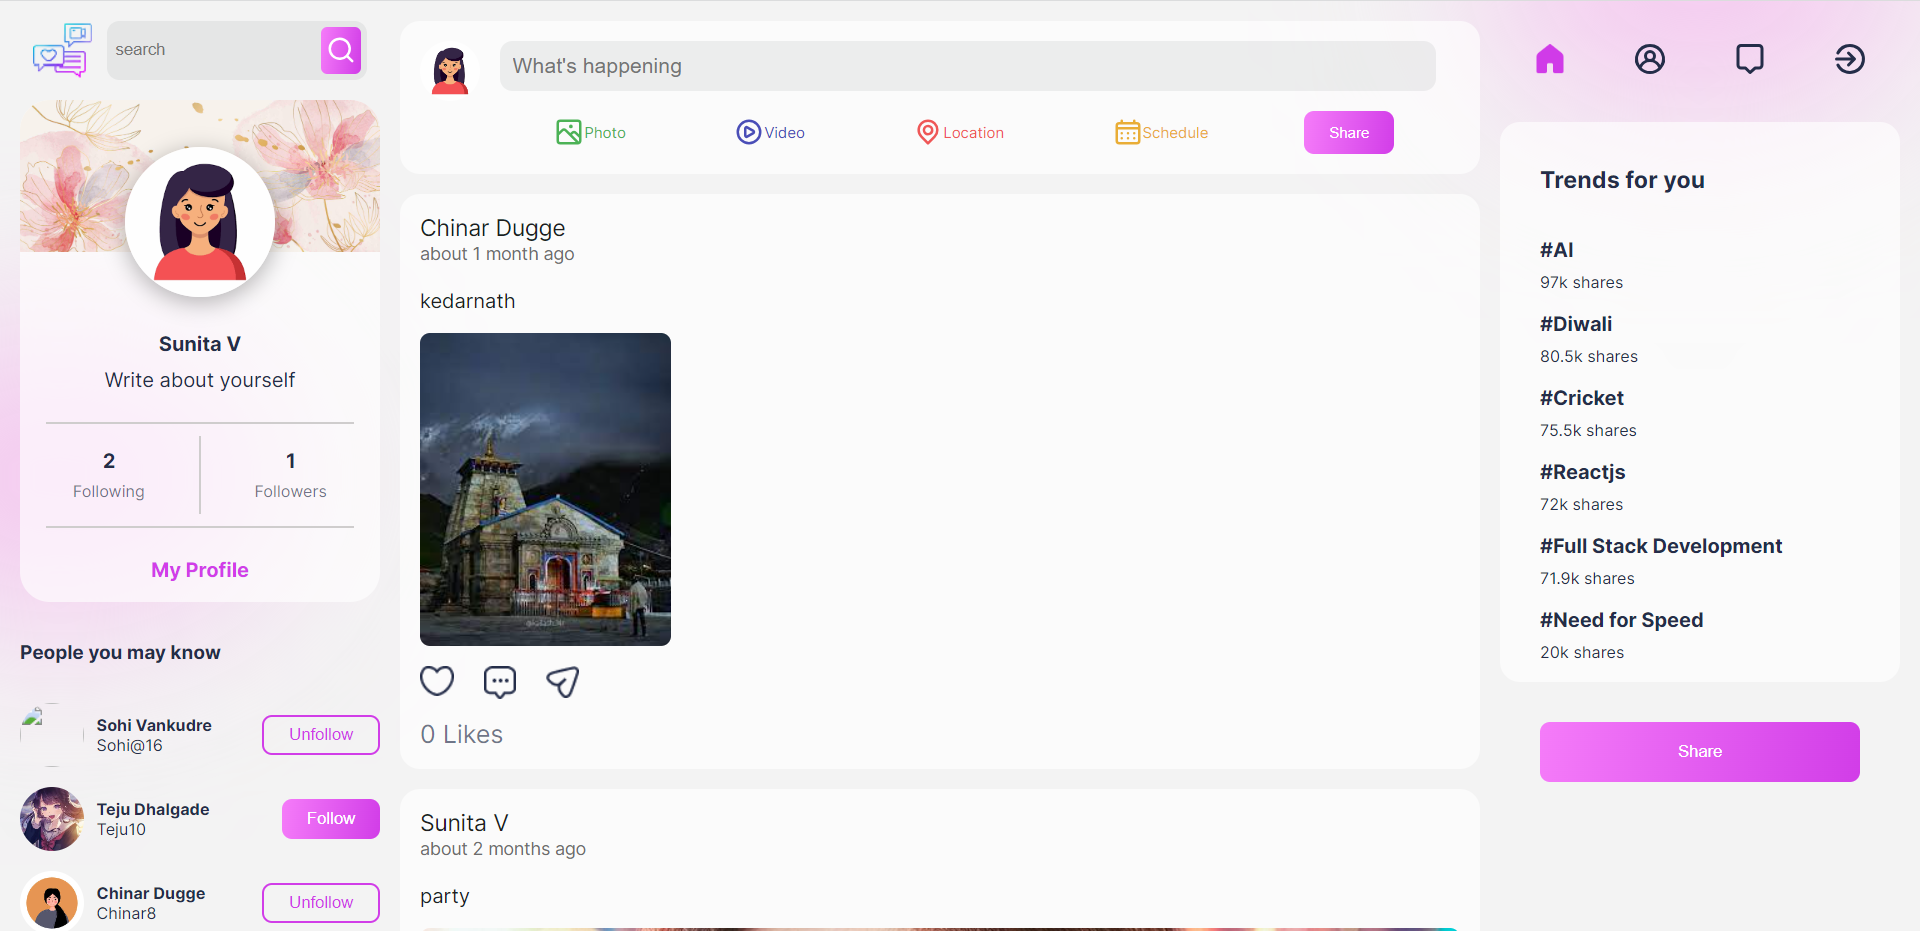 search
Sunita V
Write about yourself
2
Following
1
Followers
My Profile
People you may know
Sohi Vankudre
Sohi@16
Unfollow
Teju Dhalgade
Teju10
Follow
Chinar Dugge
Chinar8
Unfollow
What's happening
Photo
Video
Location
Schedule
Share
Chinar Dugge
about 1 month ago
kedarnath
0 Likes
Sunita V
about 2 months ago
party
Trends for you
#AI
97k shares
#Diwali
80.5k shares
#Cricket
75.5k shares
#Reactjs
72k shares
#Full Stack Development
71.9k shares
#Need for Speed
20k shares
Share